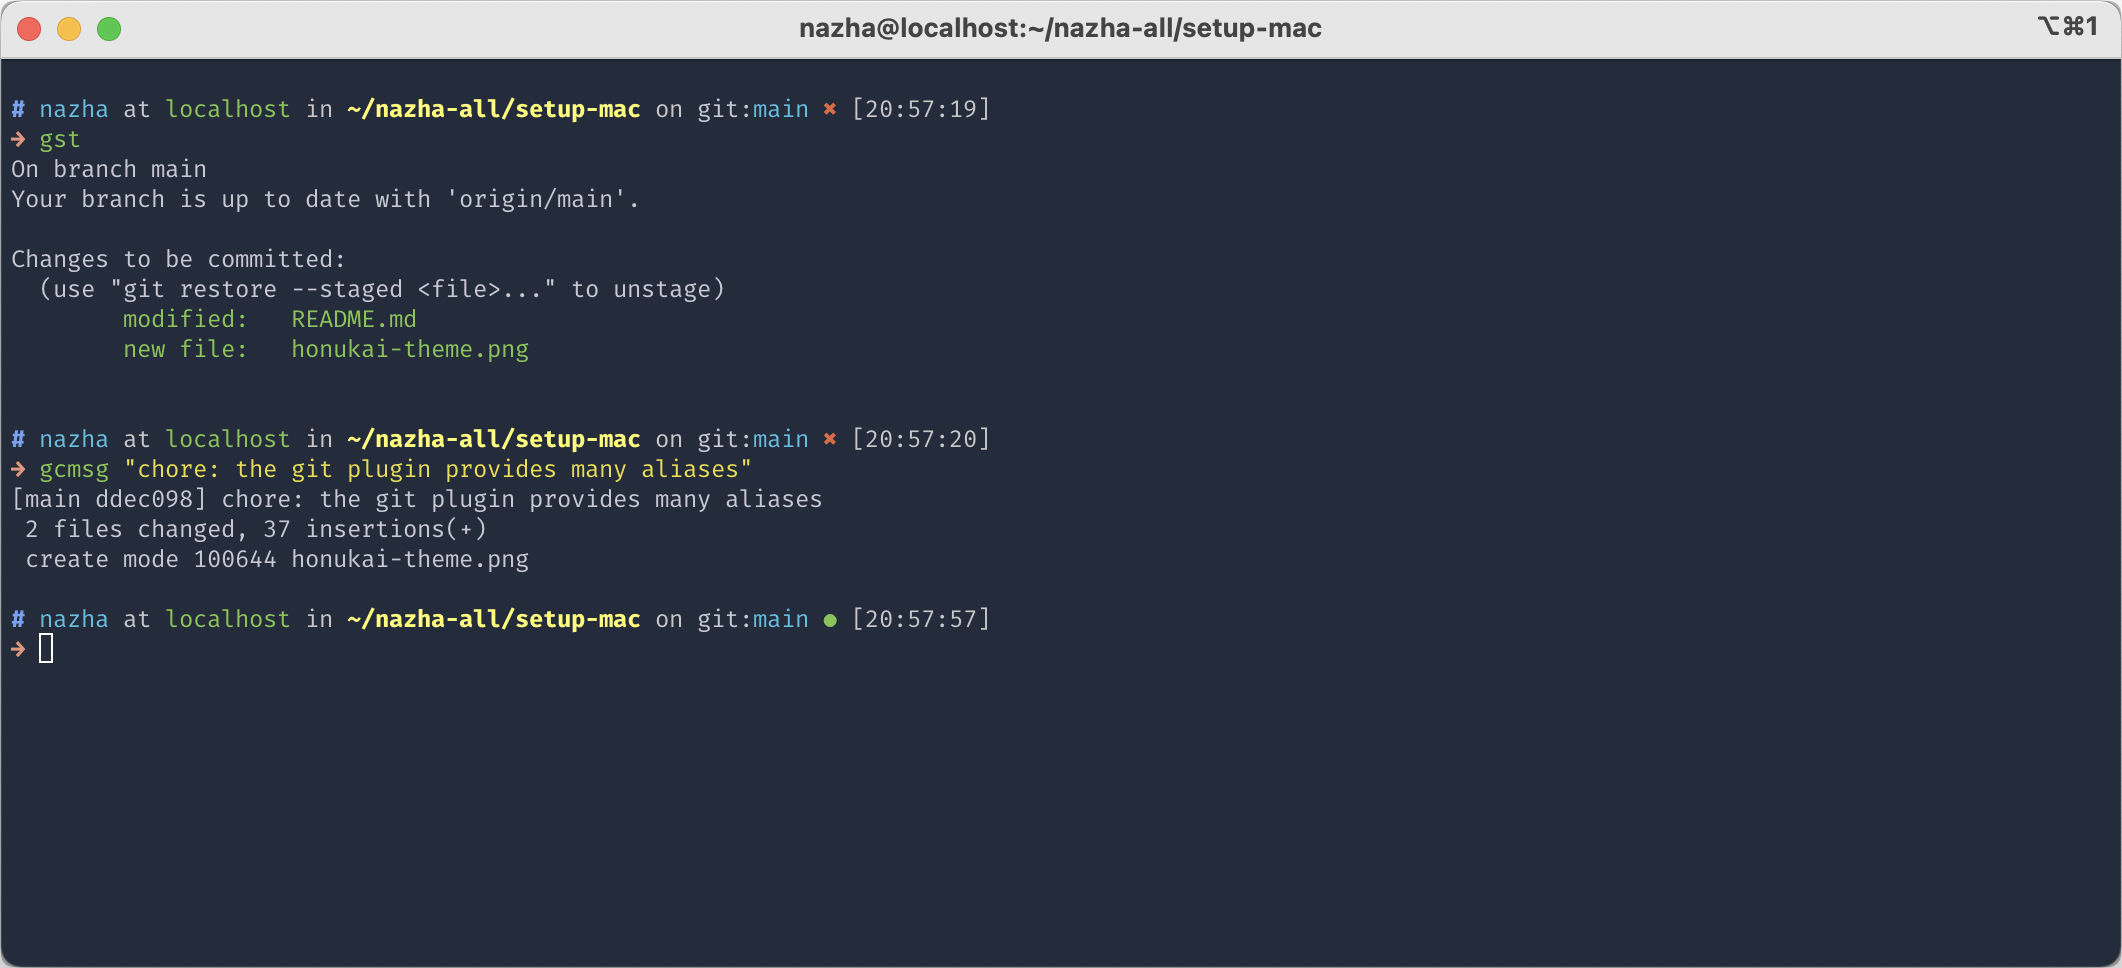 nazha@localhost:~/nazha-all/setup-mac
⌥⌘1
# nazha at localhost in ~/nazha-all/setup-mac on git:main ✖ [20:57:19]
→ gst
On branch main
Your branch is up to date with 'origin/main'.
Changes to be committed:
  (use "git restore --staged <file>..." to unstage)
        modified:   README.md
        new file:   honukai-theme.png
# nazha at localhost in ~/nazha-all/setup-mac on git:main ✖ [20:57:20]
→ gcmsg "chore: the git plugin provides many aliases"
[main ddec098] chore: the git plugin provides many aliases
 2 files changed, 37 insertions(+)
 create mode 100644 honukai-theme.png
# nazha at localhost in ~/nazha-all/setup-mac on git:main ● [20:57:57]
→